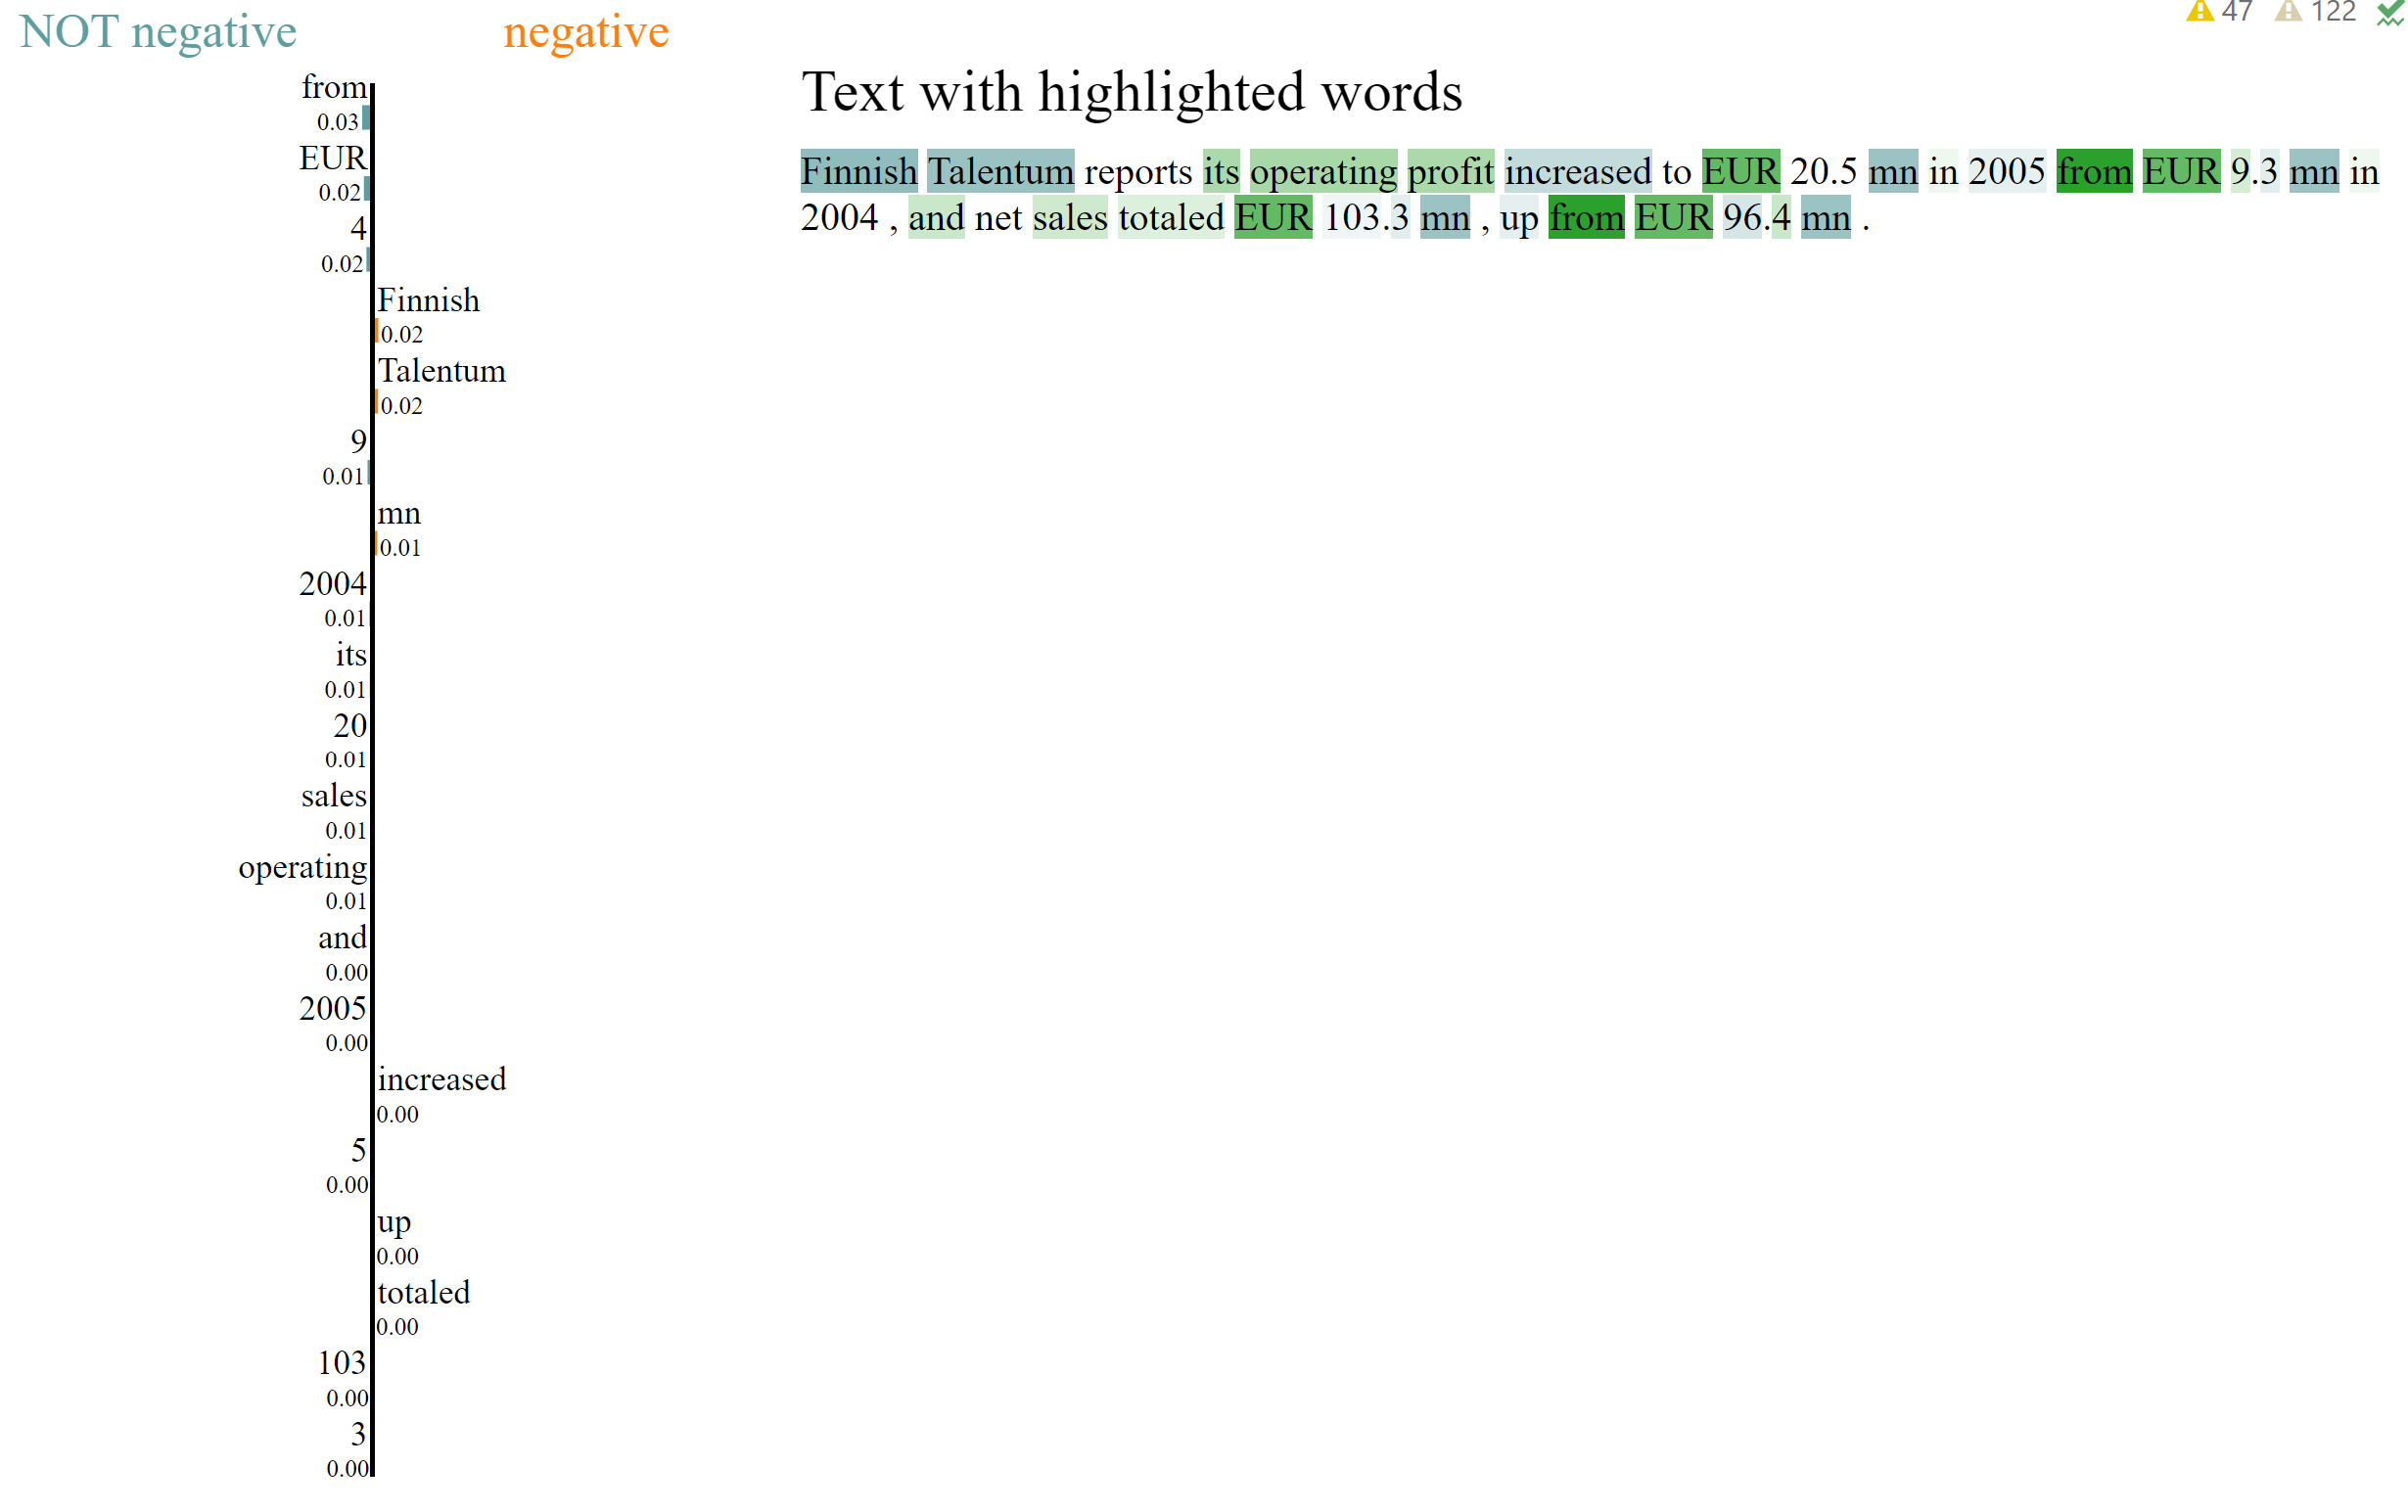 NOT negative
negative
47 122
from
0.03
EUR
0.02
4
0.02
Finnish
0.02
Talentum
0.02
9
0.01
mn
0.01
2004
0.01
its
0.01
20
0.01
sales
0.01
operating
0.01
and
0.00
2005
0.00
increased
0.00
5
0.00
up
0.00
totaled
0.00
103
0.00
3
0.00
Text with highlighted words
Finnish Talentum reports its operating profit increased to EUR 20.5 mn in 2005 from EUR 9.3 mn in
2004 , and net sales totaled EUR 103.3 mn , up from EUR 96.4 mn .